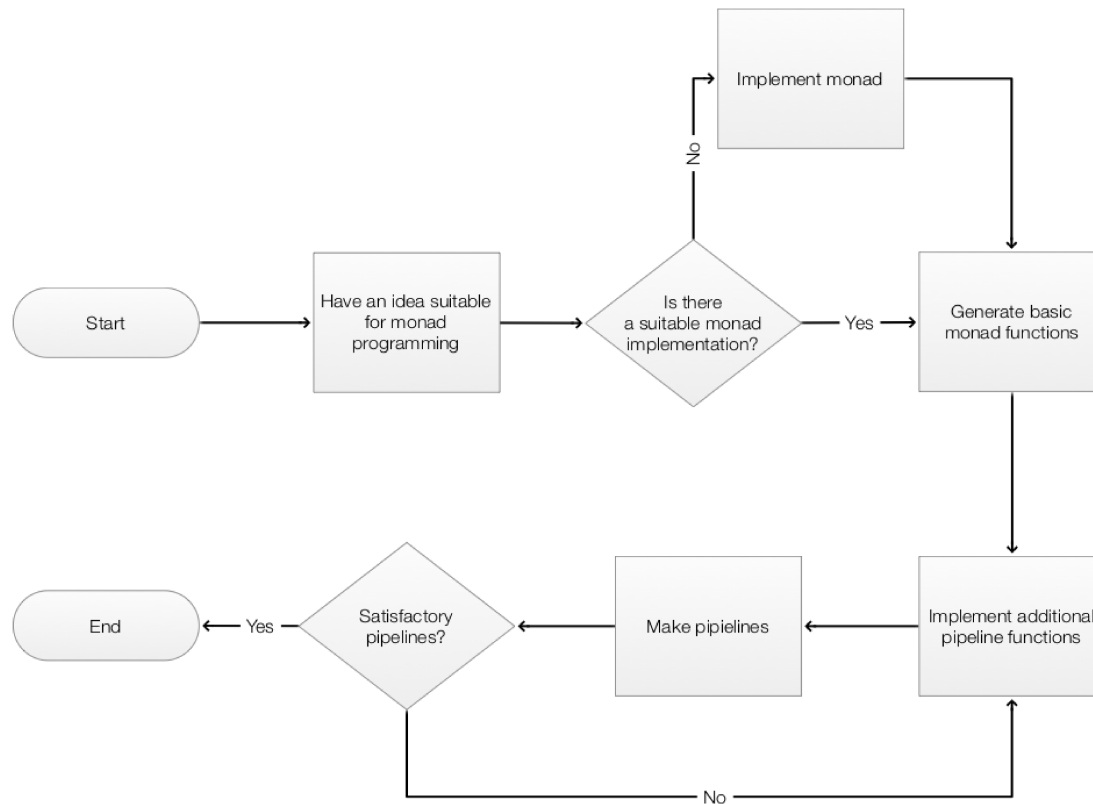 Implement monad
No
Start
Have an idea suitable
for monad
programming
Is there
a suitable monad
implementation?
Yes
Generate basic
monad functions
End
Yes
Satisfactory
pipelines?
Make pipielines
Implement additional
pipeline functions
No